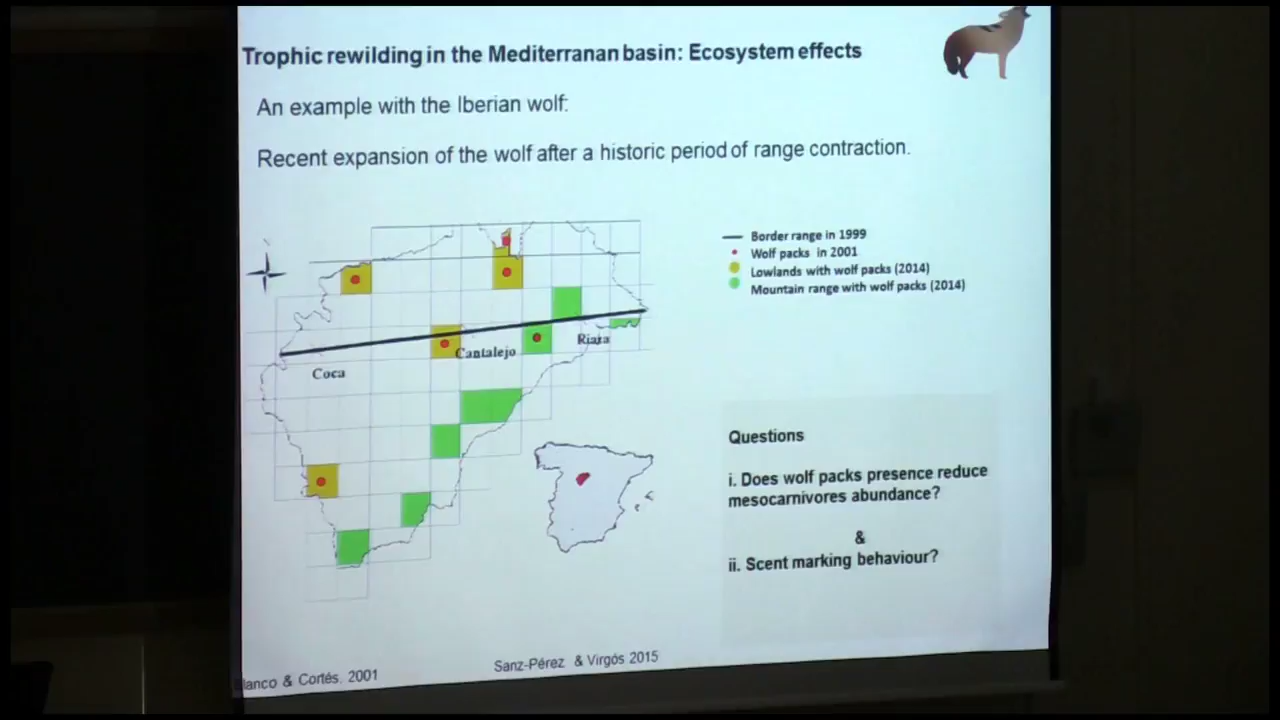 Trophic rewilding in the Mediterranan basin: Ecosystem effects
An example with the Iberian wolf:
Recent expansion of the wolf after a historic period of range contraction.
Border range in 1999
Wolf packs in 2001
Lowlands with wolf packs (2014)
Mountain range with wolf packs (2014)
Riaza
Cantalejo
Coca
Questions
i. Does wolf packs presence reduce
mesocarnivores abundance?
&
ii. Scent marking behaviour?
Blanco & Cortés. 2001
Sanz-Pérez & Virgós 2015